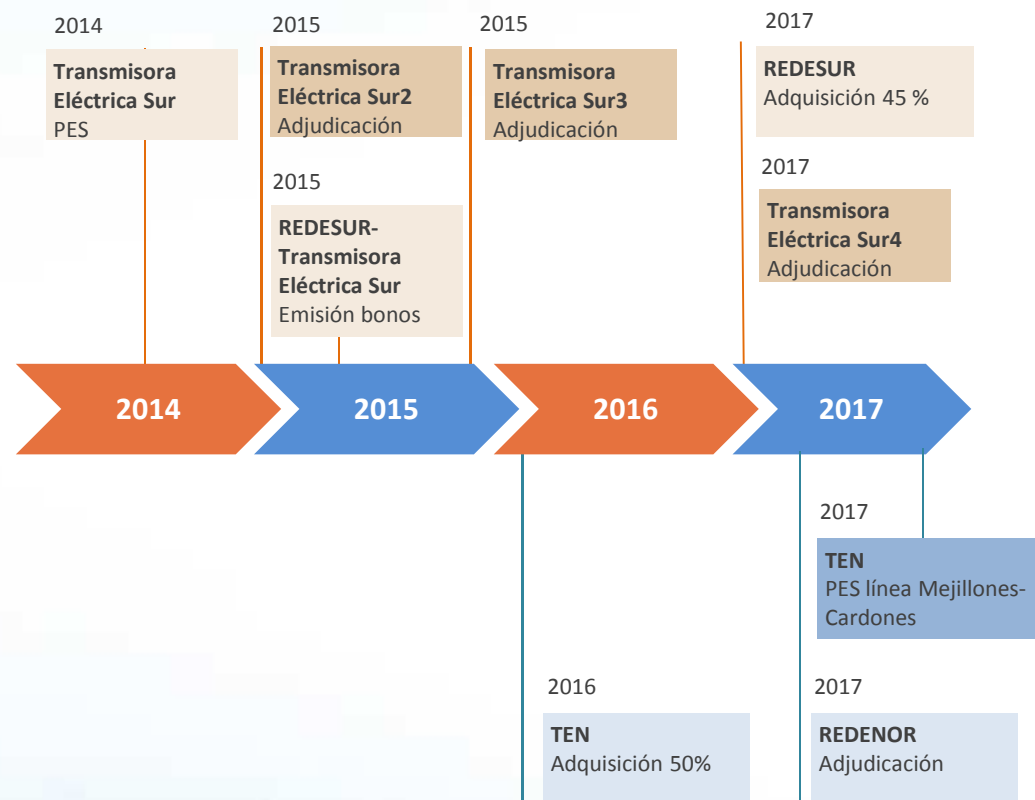 2014
Transmisora
Eléctrica Sur
PES
2015
Transmisora
Eléctrica Sur2
Adjudicación
2015
Transmisora
Eléctrica Sur3
Adjudicación
2017
REDESUR
Adquisición 45 %
2015
REDESUR-
Transmisora
Eléctrica Sur
Emisión bonos
2017
Transmisora
Eléctrica Sur4
Adjudicación
2014
2015
2016
2017
2017
TEN
PES línea Mejillones-
Cardones
2016
TEN
Adquisición 50%
2017
REDENOR
Adjudicación